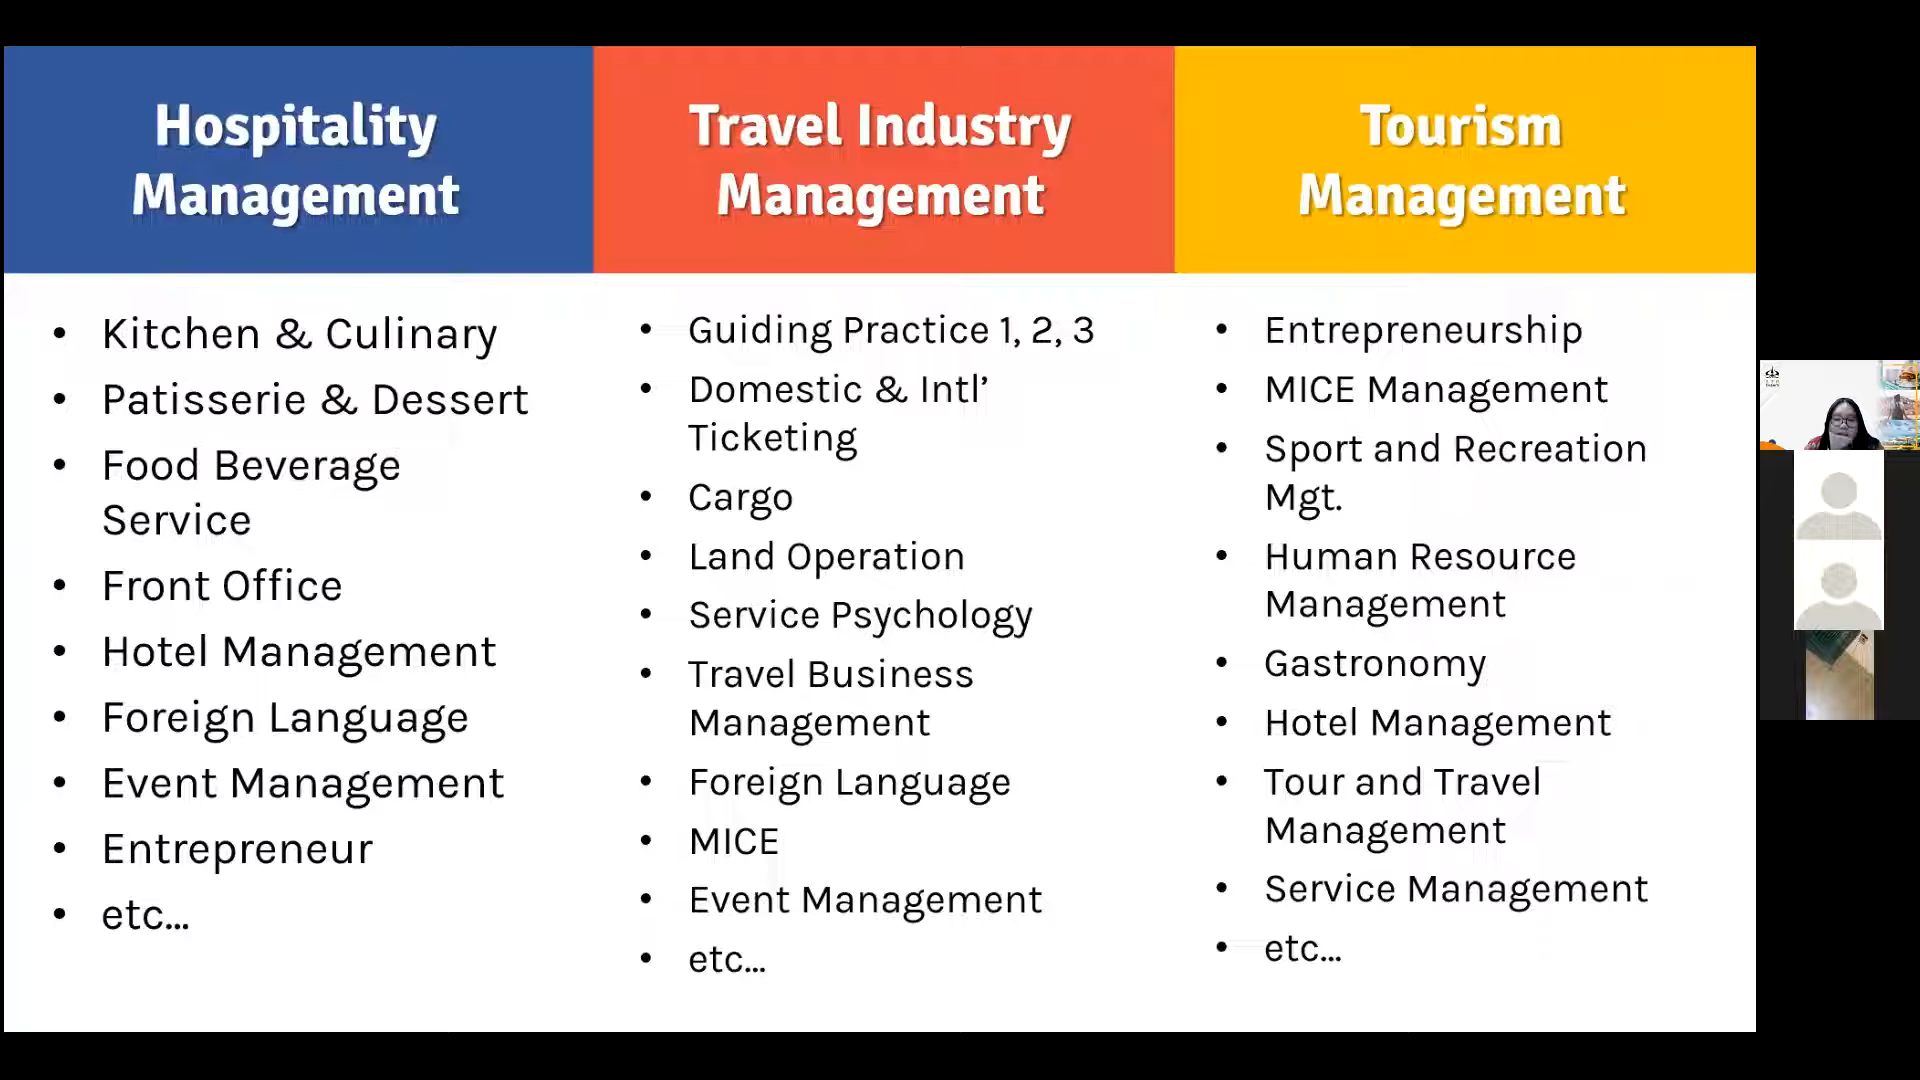 Hospitality
Management
Travel Industry
Management
Tourism
Management
• Kitchen & Culinary
• Patisserie & Dessert
• Food Beverage
Service
• Front Office
• Hotel Management
• Foreign Language
• Event Management
• Entrepreneur
• etc...
• Guiding Practice 1, 2, 3
• Domestic & Intl’
Ticketing
• Cargo
• Land Operation
• Service Psychology
• Travel Business
Management
• Foreign Language
• MICE
• Event Management
• etc...
• Entrepreneurship
• MICE Management
• Sport and Recreation
Mgt.
• Human Resource
Management
• Gastronomy
• Hotel Management
• Tour and Travel
Management
• Service Management
• etc...